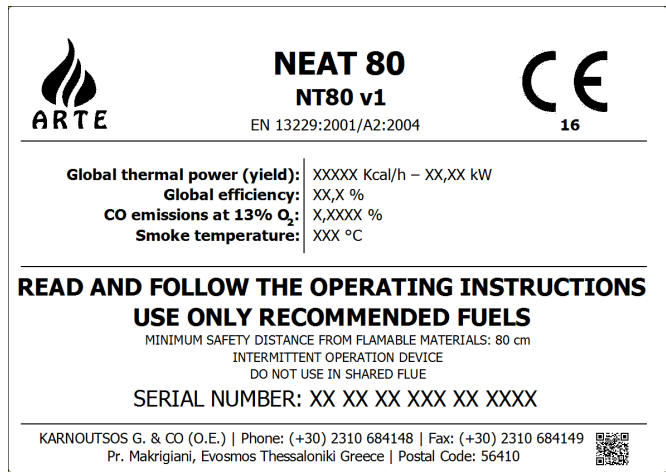 NEAT 80
NT80 v1
EN 13229:2001/A2:2004
ARTE
CE
16
Global thermal power (yield): XXXXX Kcal/h – XX,XX kW
Global efficiency: XX,X %
CO emissions at 13% O2: X,XXXX %
Smoke temperature: XXX °C
READ AND FOLLOW THE OPERATING INSTRUCTIONS
USE ONLY RECOMMENDED FUELS
MINIMUM SAFETY DISTANCE FROM FLAMABLE MATERIALS: 80 cm
INTERMITTENT OPERATION DEVICE
DO NOT USE IN SHARED FLUE
SERIAL NUMBER: XX XX XX XXX XX XXXX
KARNOUTSOS G. & CO (O.E.) | Phone: (+30) 2310 684148 | Fax: (+30) 2310 684149
Pr. Makrigiani, Evosmos Thessaloniki Greece | Postal Code: 56410